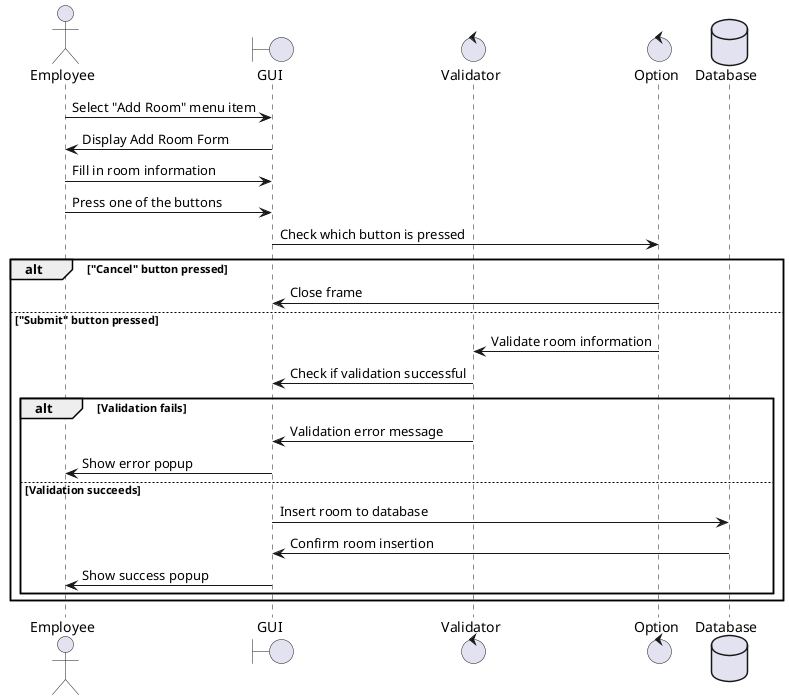 Employee
GUI
Validator
Option
Database
Select "Add Room" menu item
Display Add Room Form
Fill in room information
Press one of the buttons
Check which button is pressed
alt ["Cancel" button pressed]
Close frame
["Submit" button pressed]
Validate room information
Check if validation successful
alt [Validation fails]
Validation error message
Show error popup
[Validation succeeds]
Insert room to database
Confirm room insertion
Show success popup
Employee
GUI
Validator
Option
Database